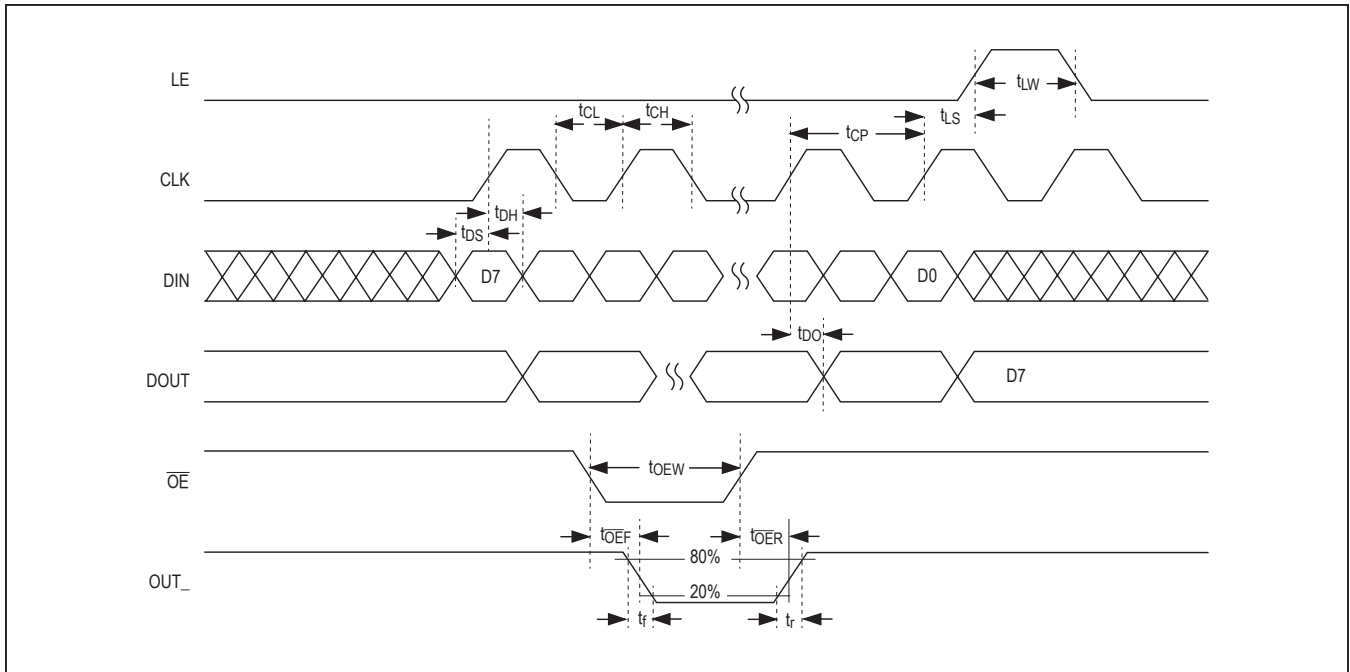 LE
tLW
tCL
tCH
tCP
tLS
CLK
tDH
tDS
DIN
D7
D0
tDO
DOUT
D7
OE
tOEW
tOEF
tOER
80%
OUT_
20%
tf
tr